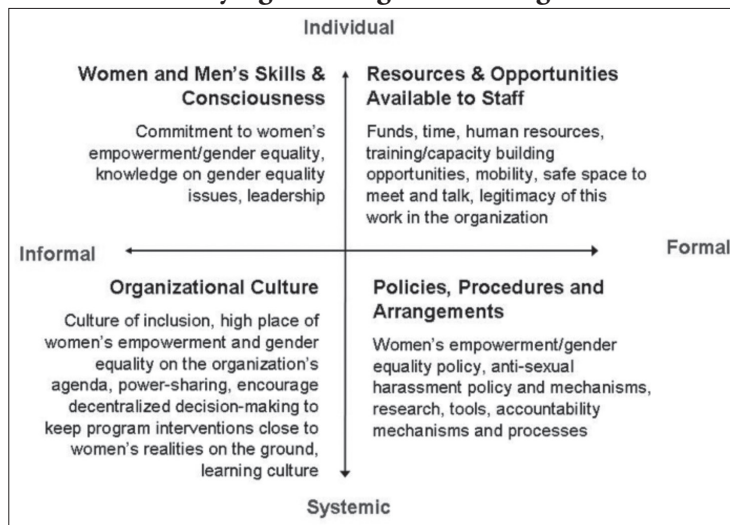 Individual
Women and Men's Skills &
Consciousness
Commitment to women's
empowerment/gender equality,
knowledge on gender equality
issues, leadership
Resources & Opportunities
Available to Staff
Funds, time, human resources,
training/capacity building
opportunities, mobility, safe space to
meet and talk, legitimacy of this
work in the organization
Informal
Formal
Organizational Culture
Culture of inclusion, high place of
women's empowerment and gender
equality on the organization's
agenda, power-sharing, encourage
decentralized decision-making to
keep program interventions close to
women's realities on the ground,
learning culture
Policies, Procedures and
Arrangements
Women's empowerment/gender
equality policy, anti-sexual
harassment policy and mechanisms,
research, tools, accountability
mechanisms and processes
Systemic